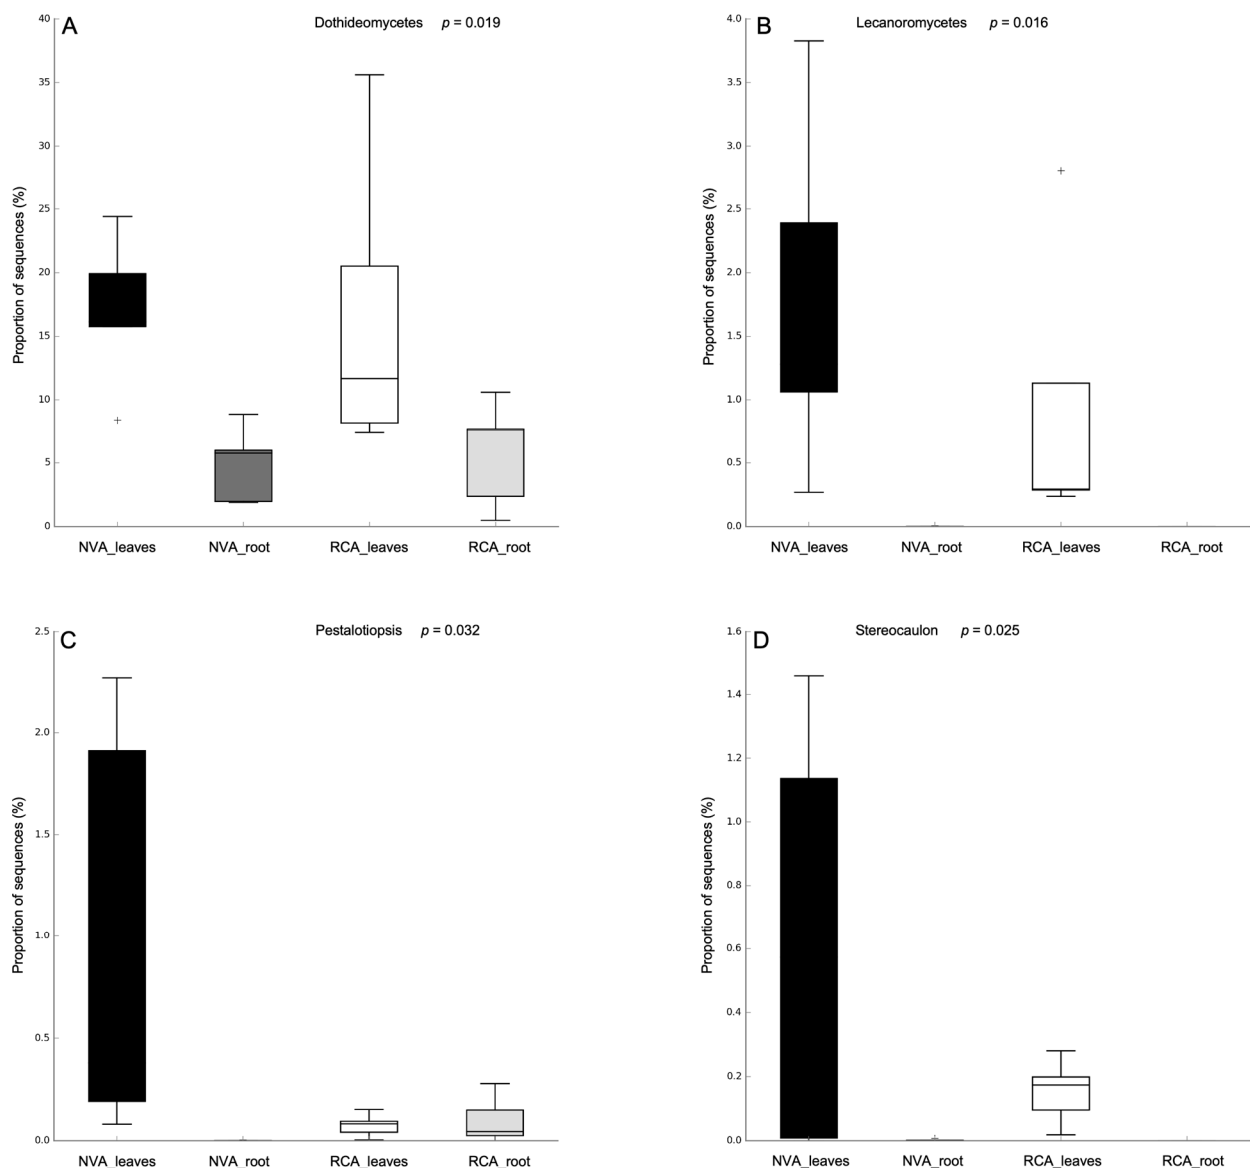 A Dothideomycetes p = 0.019
Proportion of sequences (%)
40
35
30
25
20
15
10
5
0
NVA_leaves NVA_root RCA_leaves RCA_root
B Lecanoromycetes p = 0.016
Proportion of sequences (%)
4.0
3.5
3.0
2.5
2.0
1.5
1.0
0.5
0.0
NVA_leaves NVA_root RCA_leaves RCA_root
C Pestalotiopsis p = 0.032
Proportion of sequences (%)
2.5
2.0
1.5
1.0
0.5
0.0
NVA_leaves NVA_root RCA_leaves RCA_root
D Stereocaulon p = 0.025
Proportion of sequences (%)
1.6
1.4
1.2
1.0
0.8
0.6
0.4
0.2
0.0
NVA_leaves NVA_root RCA_leaves RCA_root